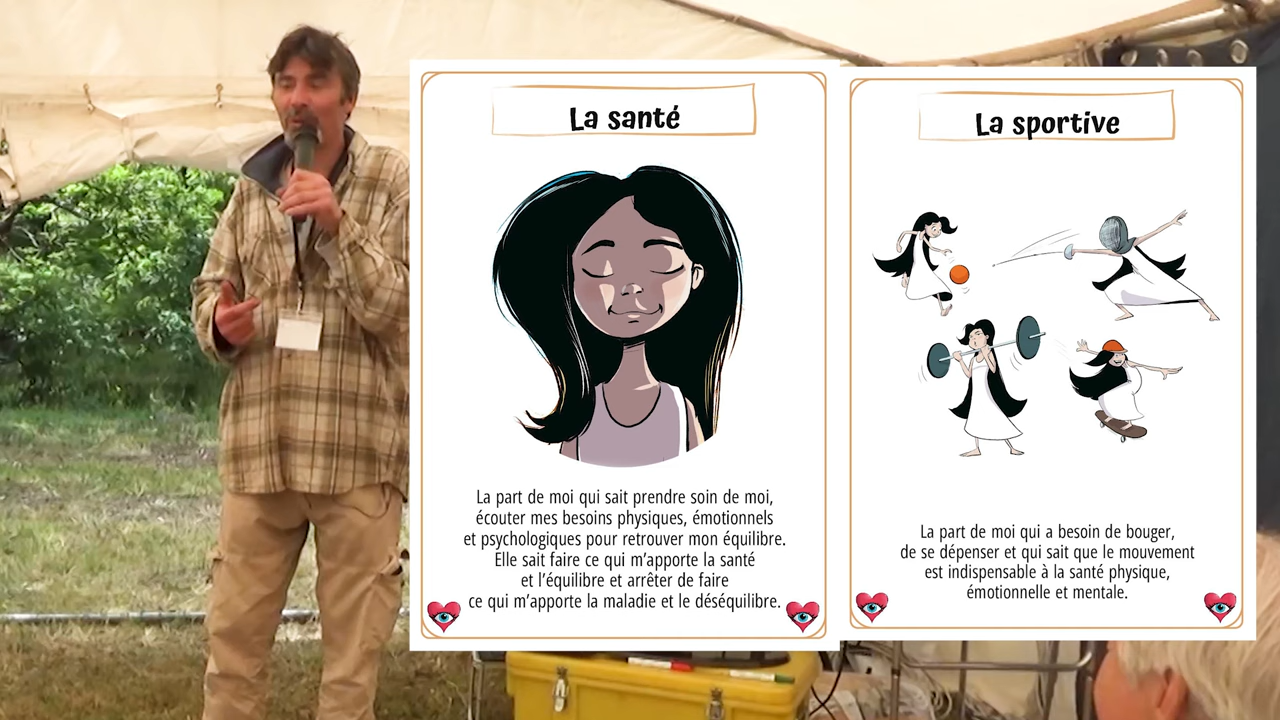 La santé
La part de moi qui sait prendre soin de moi,
écouter mes besoins physiques, émotionnels
et psychologiques pour retrouver mon équilibre.
Elle sait faire ce qui m’apporte la santé
et l’équilibre et arrêter de faire
ce qui m’apporte la maladie et le déséquilibre.
La sportive
La part de moi qui a besoin de bouger,
de se dépenser et qui sait que le mouvement
est indispensable à la santé physique,
émotionnelle et mentale.